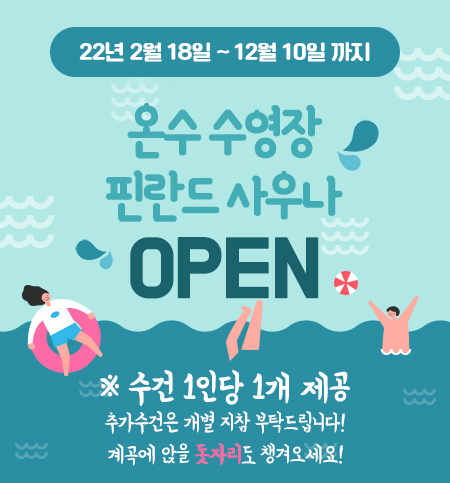 22년 2월 18일 ~ 12월 10일 까지
온수 수영장
핀란드 사우나
OPEN
※ 수건 1인당 1개 제공
추가수건은 개별 지참 부탁드립니다!
계곡에 앉을 돗자리도 챙겨오세요!